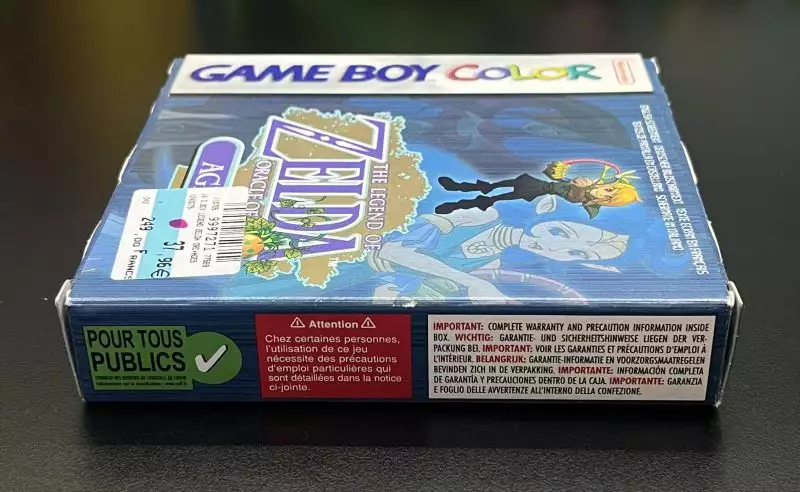 GAME BOY COLOR
Nintendo
THE LEGEND OF
ZELDA
ORACLE OF
AG
37,96€
249,00 FRANCS
POUR TOUS
PUBLICS
⚠ Attention ⚠
Chez certaines personnes,
l'utilisation de ce jeu
nécessite des précautions
d'emploi particulières qui
sont détaillées dans la notice
ci-jointe.
IMPORTANT: COMPLETE WARRANTY AND PRECAUTION INFORMATION INSIDE
BOX. WICHTIG: GARANTIE- UND SICHERHEITSHINWEISE LIEGEN DER VER-
PACKUNG BEI. IMPORTANT: VOIR LES GARANTIES ET PRÉCAUTIONS D'EMPLOI À
L'INTÉRIEUR. BELANGRIJK: GARANTIE-INFORMATIE EN VOORZORGSMAATREGELEN
BEVINDEN ZICH IN DE VERPAKKING. IMPORTANTE: INFORMACIÓN COMPLETA
DE GARANTÍA Y PRECAUCIONES DENTRO DE LA CAJA. IMPORTANTE: GARANZIA
E FOGLIO DELLE AVVERTENZE ALL'INTERNO DELLA CONFEZIONE.